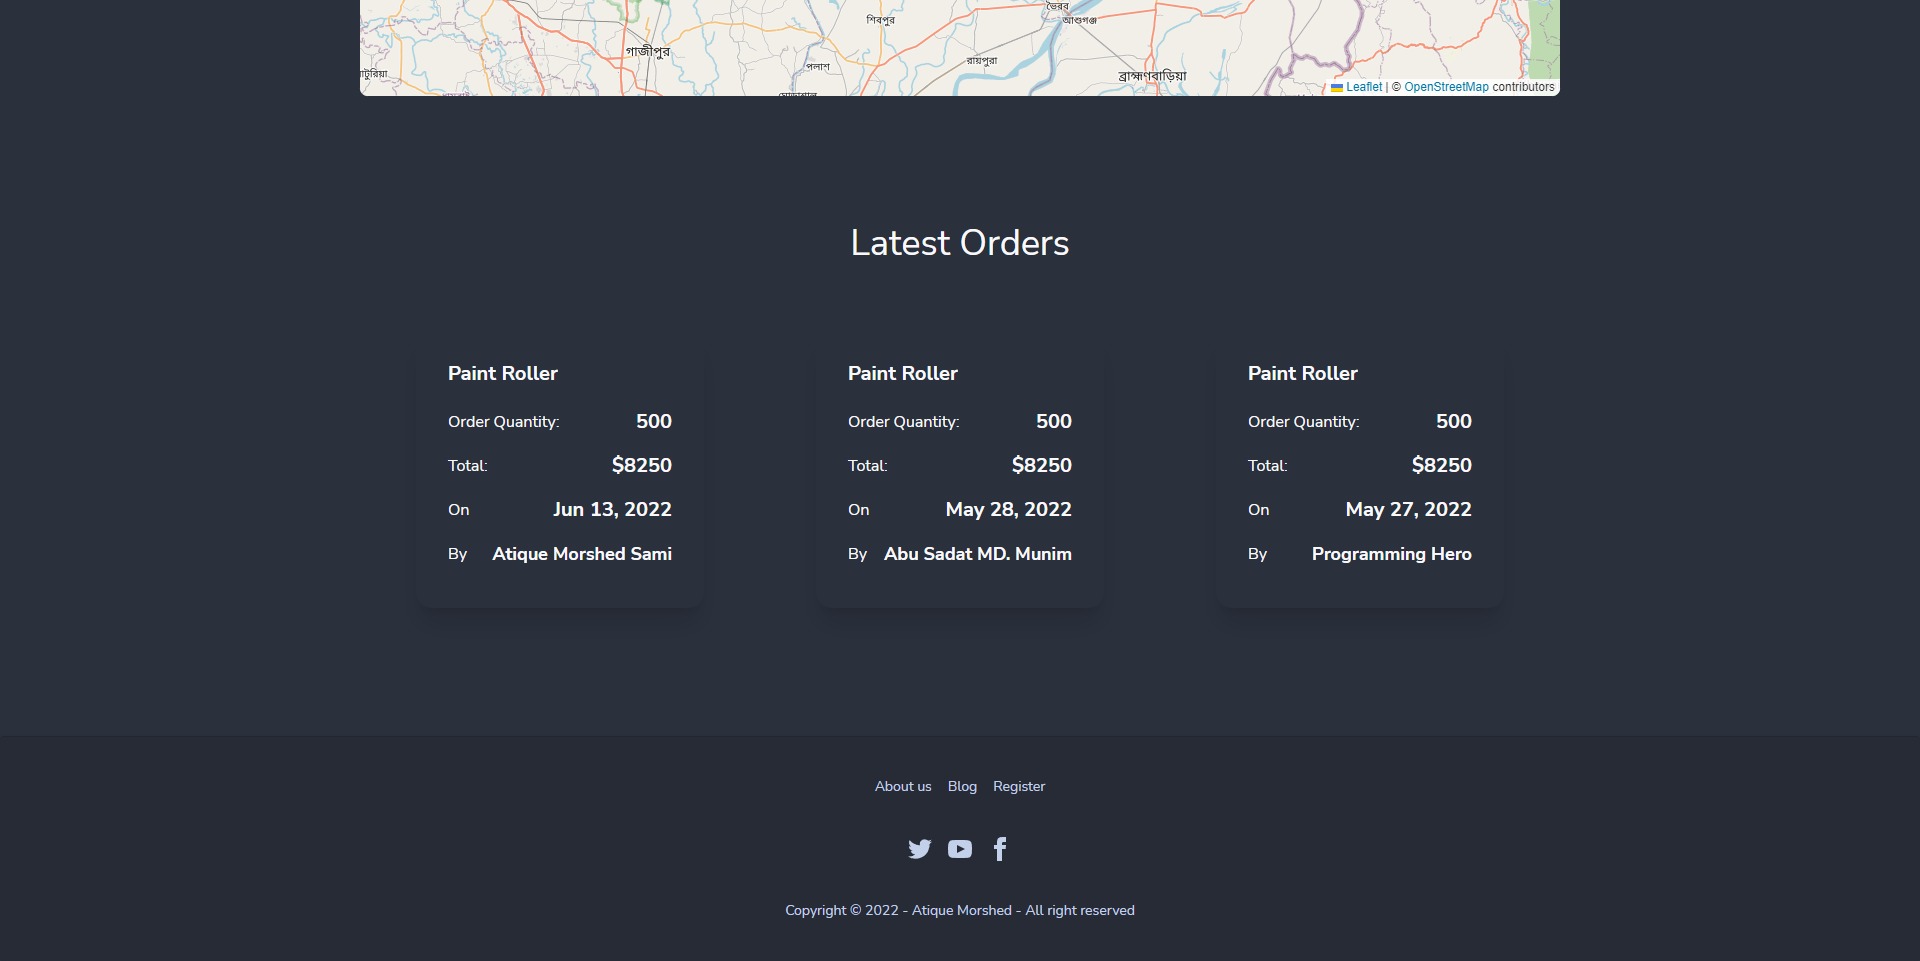 ভৈরব
শিবপুর
আশুগঞ্জ
গাজীপুর
রায়পুরা
পলাশ
ব্রাহ্মণবাড়িয়া
Leaflet | © OpenStreetMap contributors
Latest Orders
Paint Roller
Order Quantity: 500
Total: $8250
On Jun 13, 2022
By Atique Morshed Sami
Paint Roller
Order Quantity: 500
Total: $8250
On May 28, 2022
By Abu Sadat MD. Munim
Paint Roller
Order Quantity: 500
Total: $8250
On May 27, 2022
By Programming Hero
About us Blog Register
Copyright © 2022 - Atique Morshed - All right reserved